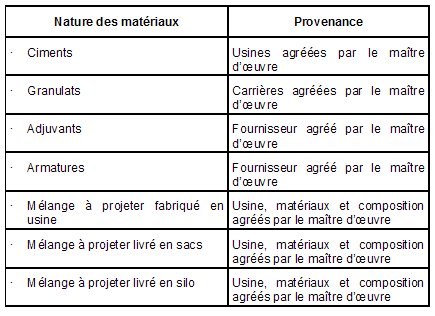 Nature des matériaux
Provenance
· Ciments
Usines agréées par le maître
d'œuvre
· Granulats
Carrières agréées par le maître
d'œuvre
· Adjuvants
Fournisseur agréé par le maître
d'œuvre
· Armatures
Fournisseur agréé par le maître
d'œuvre
· Mélange à projeter fabriqué en
usine
Usine, matériaux et composition
agréés par le maître d'œuvre
· Mélange à projeter livré en sacs
Usine, matériaux et composition
agréés par le maître d'œuvre
· Mélange à projeter livré en silo
Usine, matériaux et composition
agréés par le maître d'œuvre